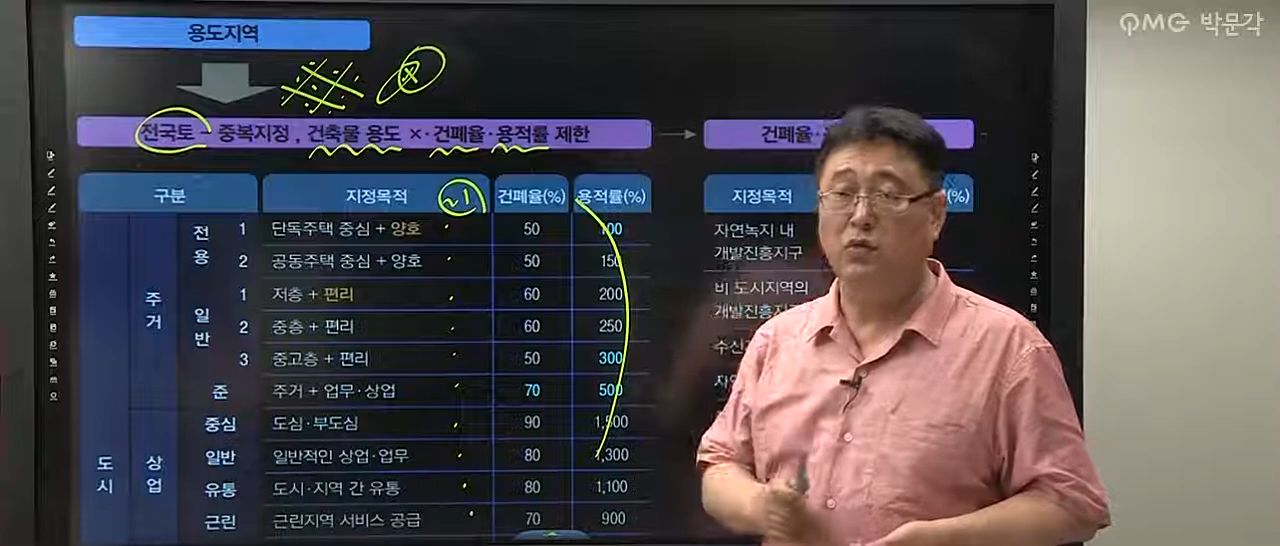 PMG 박문각
용도지역
전국토 - 중복지정, 건축물 용도 ×·건폐율·용적률 제한
건폐율·
구분 지정목적 ~1 건폐율(%) 용적률(%)
지정목적 (%)
도시
주거
전용
1 단독주택 중심 + 양호 50 100
2 공동주택 중심 + 양호 50 150
일반
1 저층 + 편리 60 200
2 중층 + 편리 60 250
3 중고층 + 편리 50 300
준 주거 + 업무·상업 70 500
상업
중심 도심·부도심 90 1,500
일반 일반적인 상업·업무 80 1,300
유통 도시·지역 간 유통 80 1,100
근린 근린지역 서비스 공급 70 900
자연녹지 내
개발진흥지구
비 도시지역의
개발진흥지